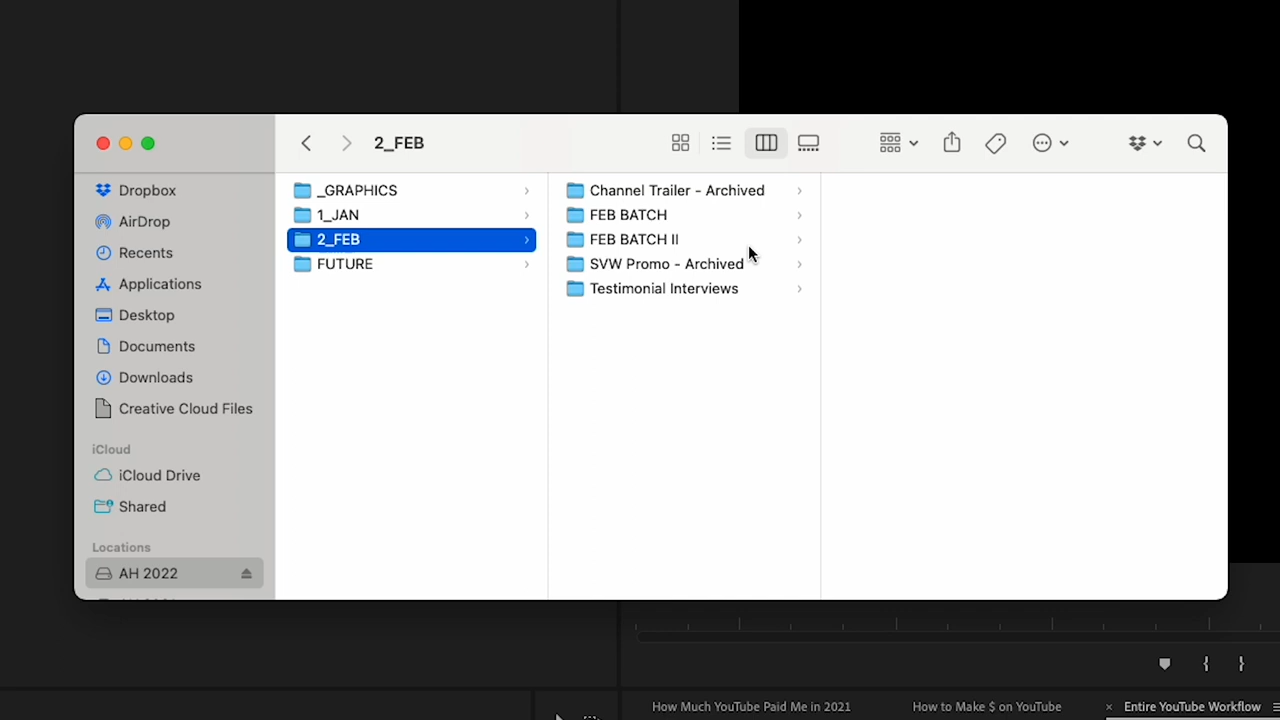 2_FEB
Dropbox
AirDrop
Recents
Applications
Desktop
Documents
Downloads
Creative Cloud Files
iCloud
iCloud Drive
Shared
Locations
AH 2022
_GRAPHICS
1_JAN
2_FEB
FUTURE
Channel Trailer - Archived
FEB BATCH
FEB BATCH II
SVW Promo - Archived
Testimonial Interviews
How Much YouTube Paid Me in 2021
How to Make $ on YouTube
× Entire YouTube Workflow